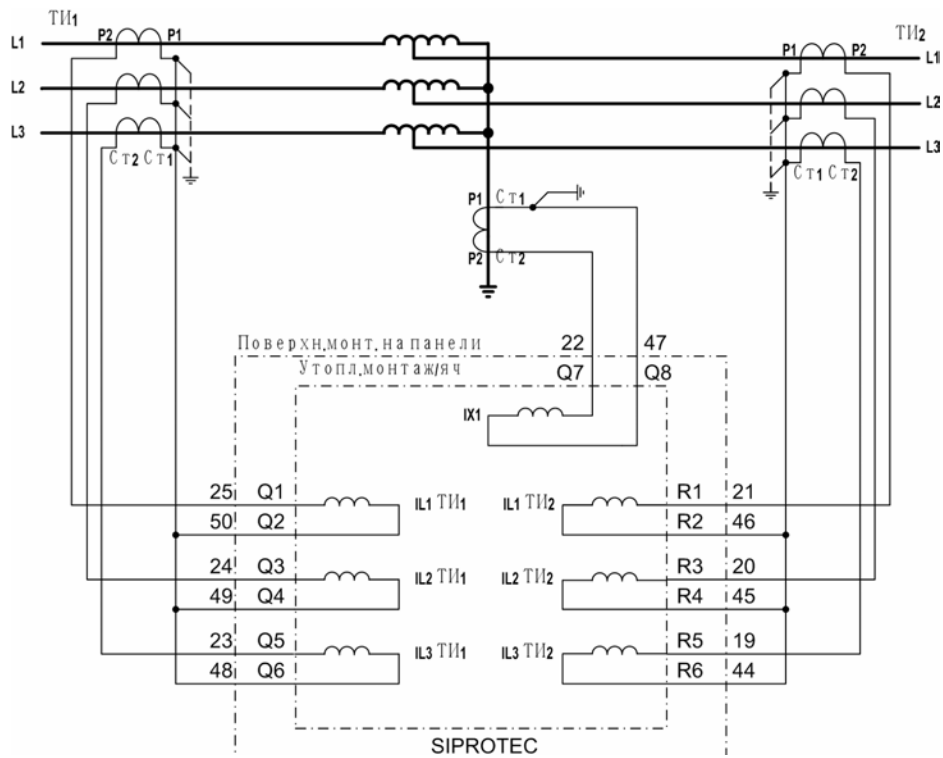 ТИ1
P2 P1
L1
L2
L3
Ст2 Ст1
ТИ2
P1 P2
L1
L2
L3
Ст1 Ст2
P1 Ст1
P2 Ст2
Поверхн,монт, на панели
22 47
Утопл,монтаж/яч
Q7 Q8
IX1
25 Q1 IL1 ТИ1
50 Q2
24 Q3 IL2 ТИ1
49 Q4
23 Q5 IL3 ТИ1
48 Q6
IL1 ТИ2 R1 21
R2 46
IL2 ТИ2 R3 20
R4 45
IL3 ТИ2 R5 19
R6 44
SIPROTEC